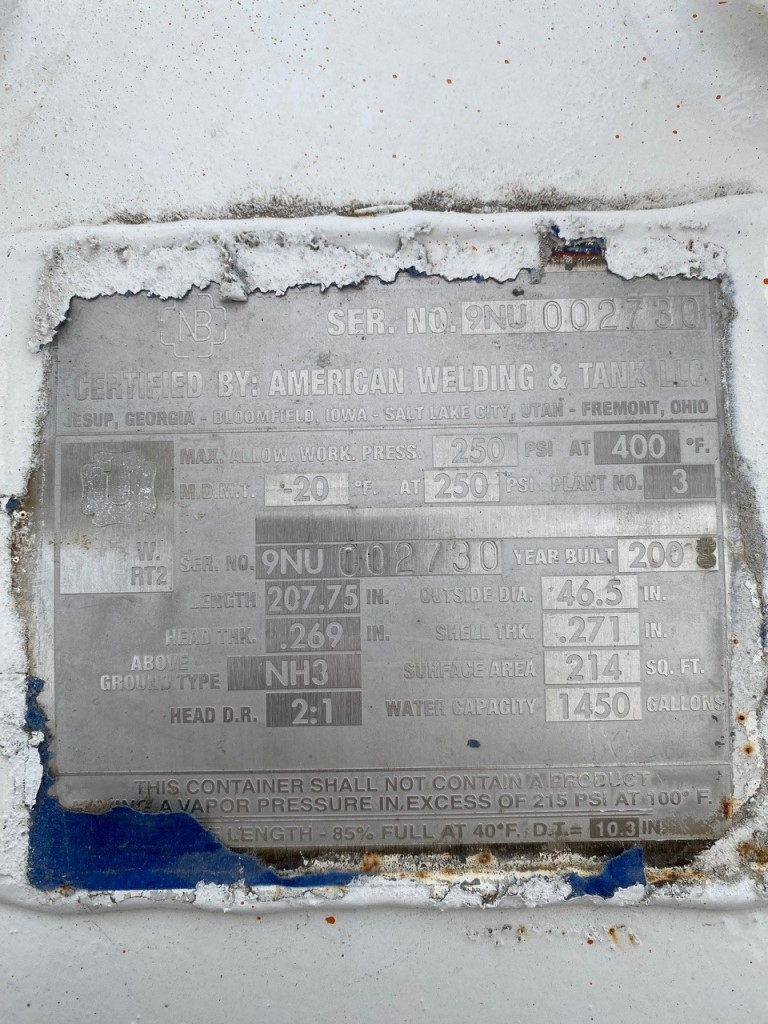 NB SER. NO. 9NU 002730
CERTIFIED BY: AMERICAN WELDING & TANK LLC
JESUP, GEORGIA - BLOOMFIELD, IOWA - SALT LAKE CITY, UTAH - FREMONT, OHIO
MAX. ALLOW. WORK. PRESS. 250 PSI AT 400 °F.
U M.D.M.T. -20 °F. AT 250 PSI PLANT NO. 3
W.
RT2 SER. NO. 9NU 002730 YEAR BUILT 2008
LENGTH 207.75 IN. OUTSIDE DIA. 46.5 IN.
HEAD THK. .269 IN. SHELL THK. .271 IN.
ABOVE
GROUND TYPE NH3 SURFACE AREA 214 SQ. FT.
HEAD D.R. 2:1 WATER CAPACITY 1450 GALLONS
THIS CONTAINER SHALL NOT CONTAIN A PRODUCT
A VAPOR PRESSURE IN EXCESS OF 215 PSI AT 100° F.
LENGTH - 85% FULL AT 40°F. D.T.= 10.3 IN.